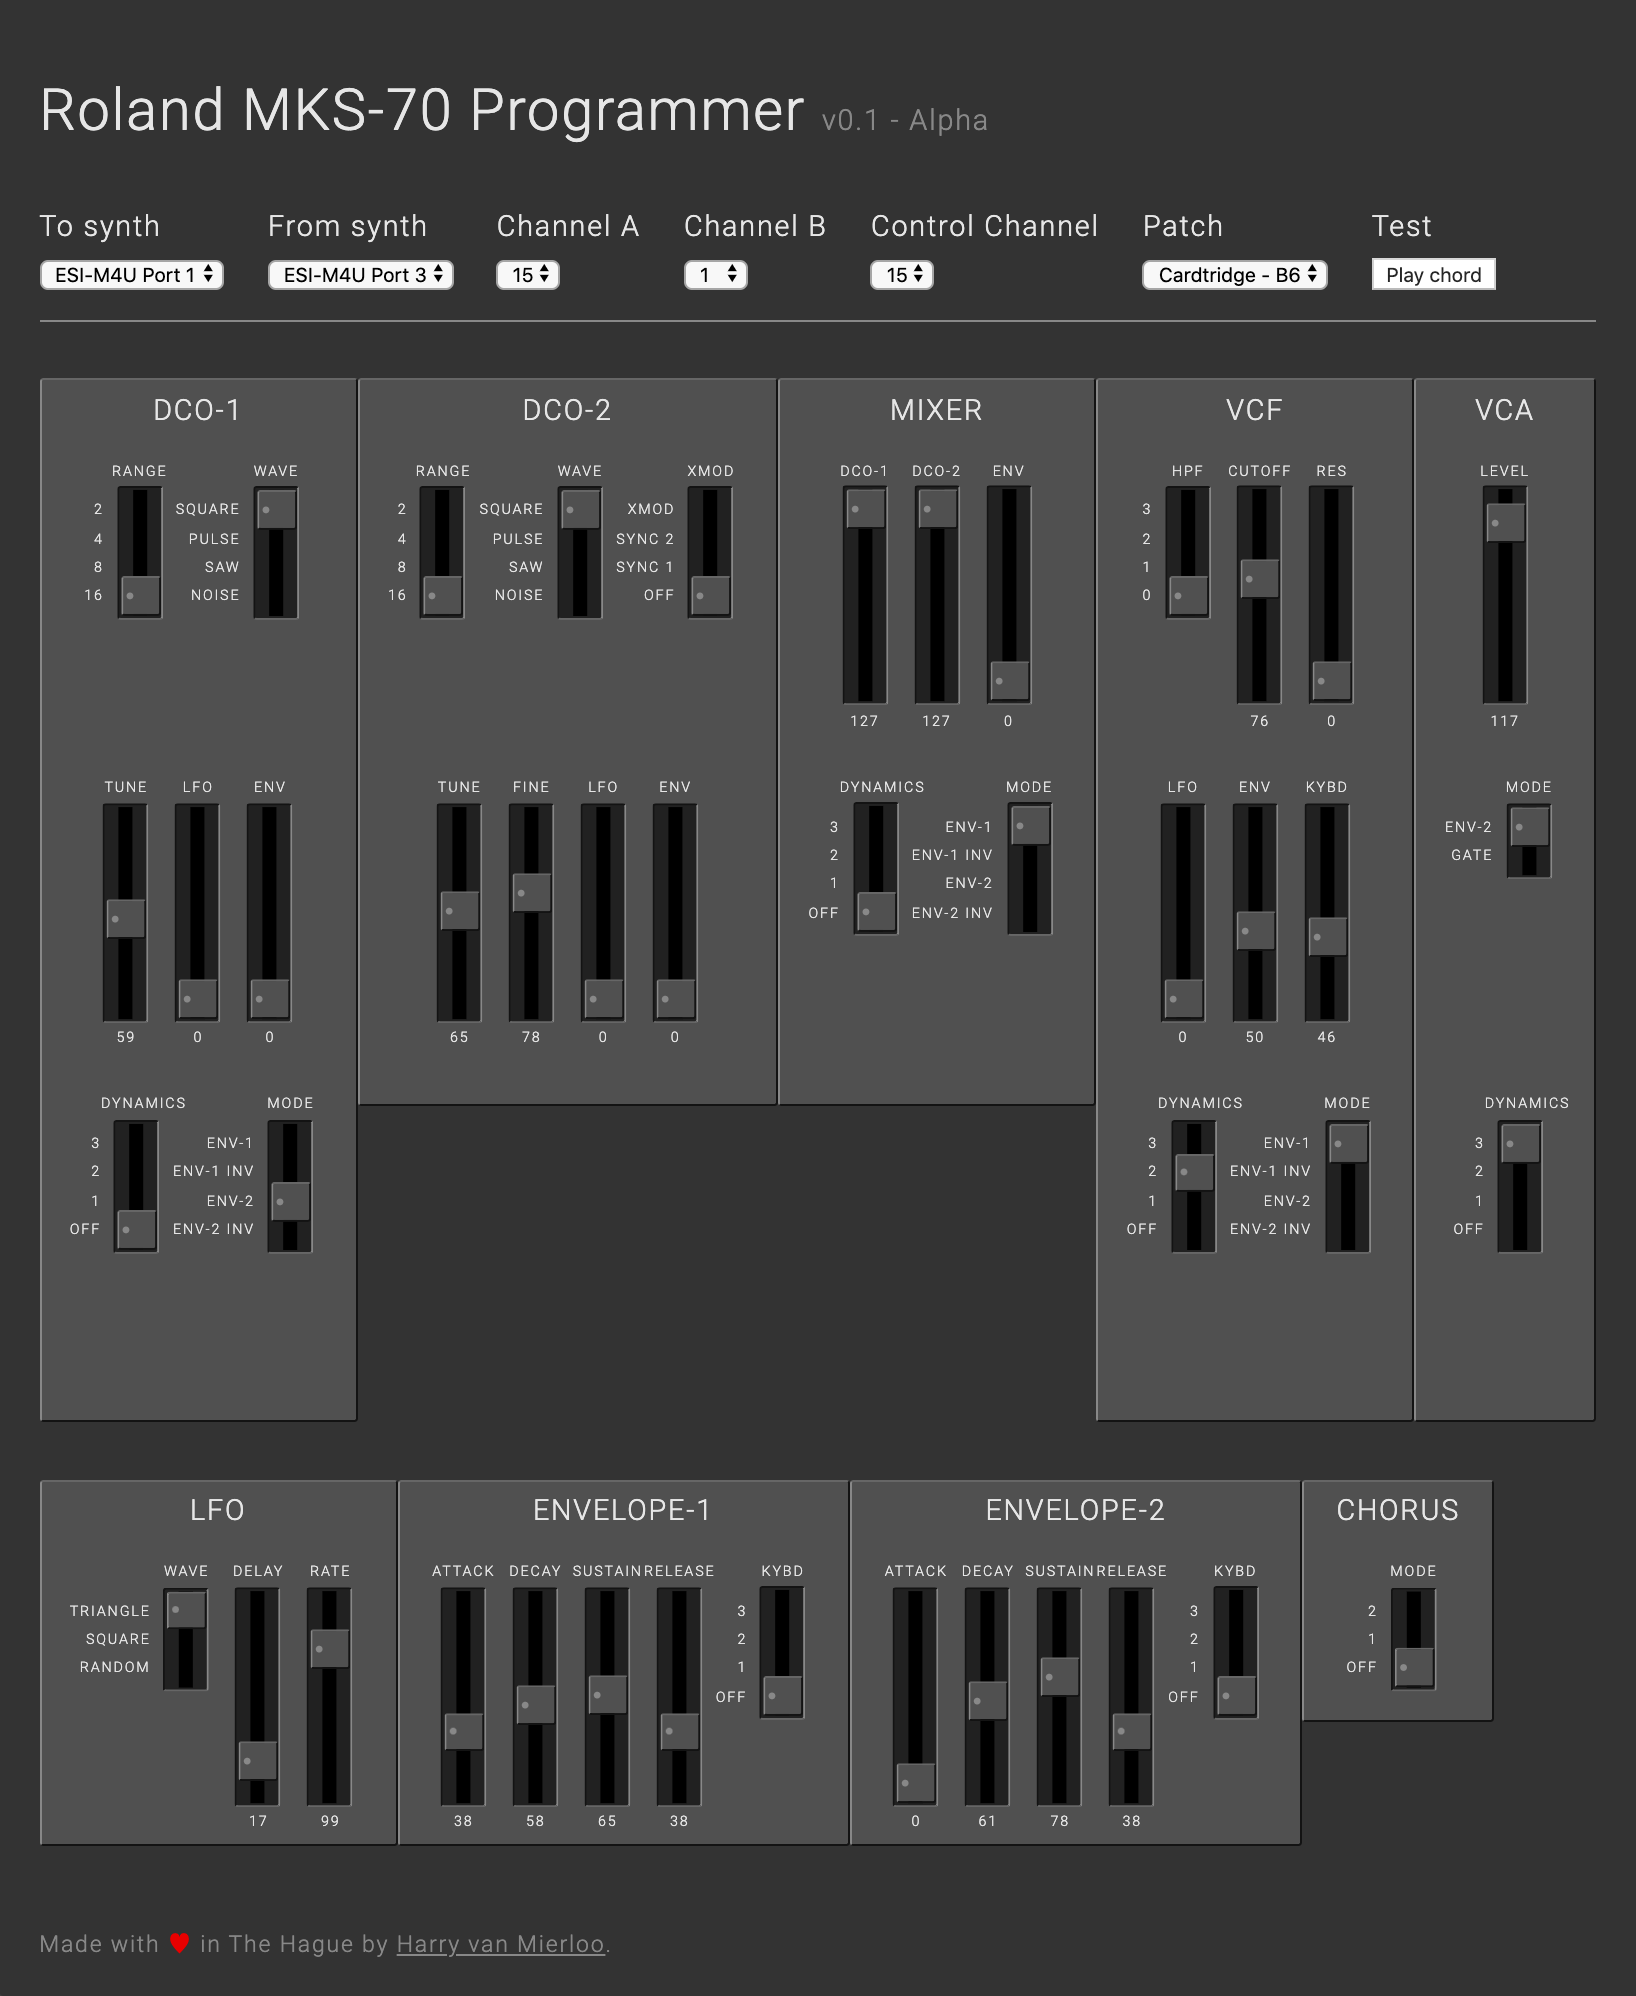 Roland MKS-70 Programmer v0.1 - Alpha
To synth From synth Channel A Channel B Control Channel Patch Test
ESI-M4U Port 1 ESI-M4U Port 3 15 1 15 Cardtridge - B6 Play chord
DCO-1
RANGE WAVE
2 SQUARE
4 PULSE
8 SAW
16 NOISE
TUNE LFO ENV
59 0 0
DYNAMICS MODE
3 ENV-1
2 ENV-1 INV
1 ENV-2
OFF ENV-2 INV
DCO-2
RANGE WAVE XMOD
2 SQUARE XMOD
4 PULSE SYNC 2
8 SAW SYNC 1
16 NOISE OFF
TUNE FINE LFO ENV
65 78 0 0
MIXER
DCO-1 DCO-2 ENV
127 127 0
DYNAMICS MODE
3 ENV-1
2 ENV-1 INV
1 ENV-2
OFF ENV-2 INV
VCF
HPF CUTOFF RES
3
2
1
0
76 0
LFO ENV KYBD
0 50 46
DYNAMICS MODE
3 ENV-1
2 ENV-1 INV
1 ENV-2
OFF ENV-2 INV
VCA
LEVEL
117
MODE
ENV-2
GATE
DYNAMICS
3
2
1
OFF
LFO
WAVE DELAY RATE
TRIANGLE
SQUARE
RANDOM
17 99
ENVELOPE-1
ATTACK DECAY SUSTAIN RELEASE KYBD
3
2
1
OFF
38 58 65 38
ENVELOPE-2
ATTACK DECAY SUSTAIN RELEASE KYBD
3
2
1
OFF
0 61 78 38
CHORUS
MODE
2
1
OFF
Made with ♥ in The Hague by Harry van Mierloo.